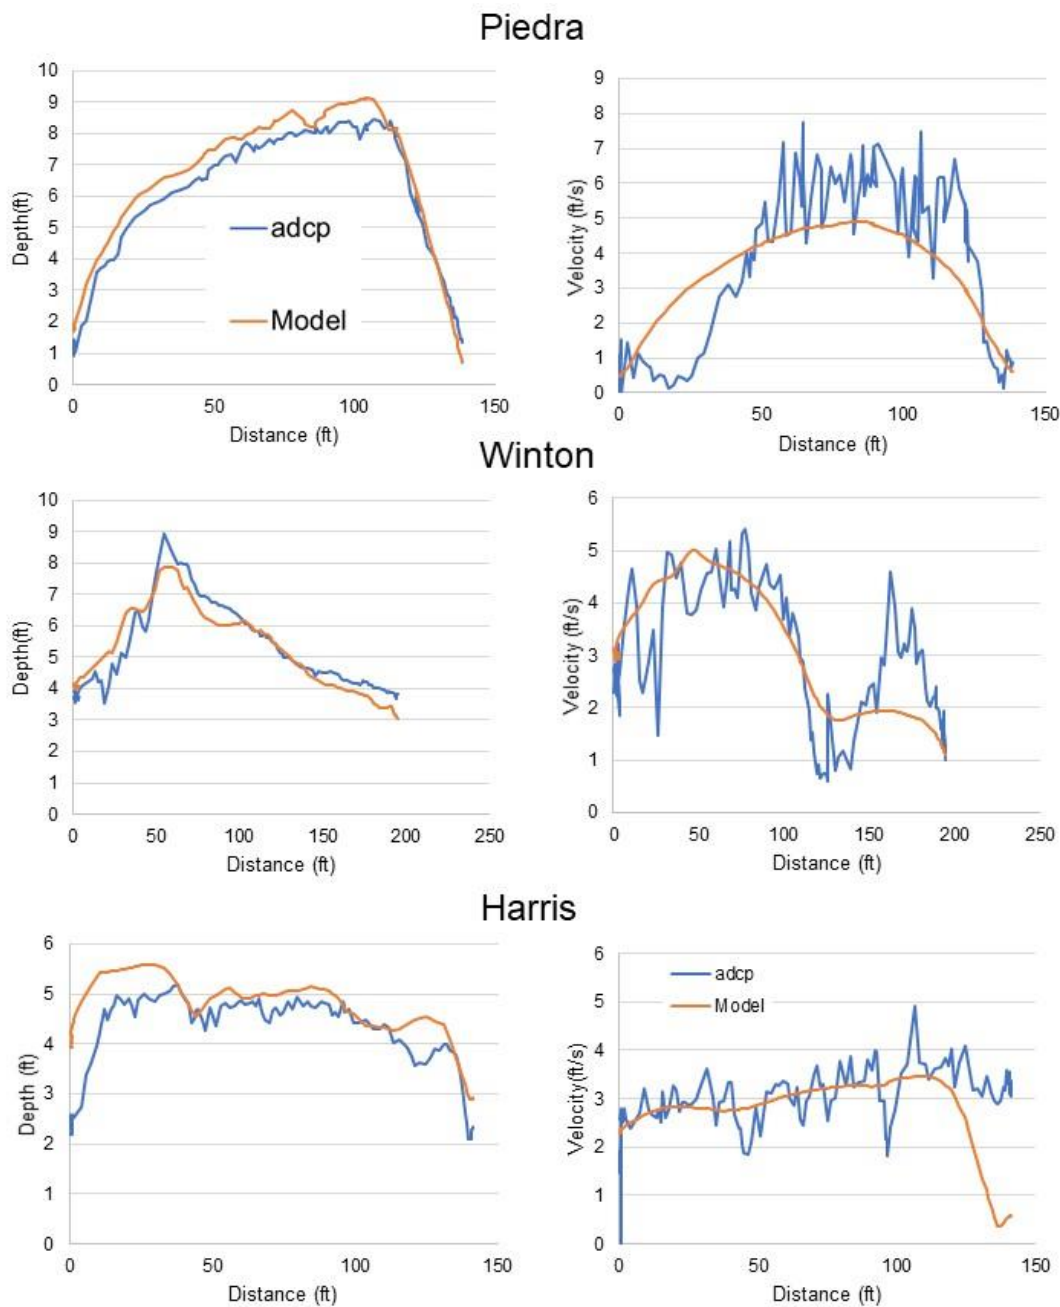 Piedra
10
9
8
7
6
5
4
3
2
1
0
Depth(ft)
adcp
Model
0 50 100 150
Distance (ft)
9
8
7
6
5
4
3
2
1
0
Velocity (ft/s)
0 50 100 150
Distance (ft)
Winton
10
9
8
7
6
5
4
3
2
1
0
Depth(ft)
0 50 100 150 200 250
Distance (ft)
6
5
4
3
2
1
0
Velocity (ft/s)
0 50 100 150 200 250
Distance (ft)
Harris
6
5
4
3
2
1
0
Depth (ft)
0 50 100 150
Distance (ft)
6
5
4
3
2
1
0
Velocity(ft/s)
adcp
Model
0 50 100 150
Distance (ft)